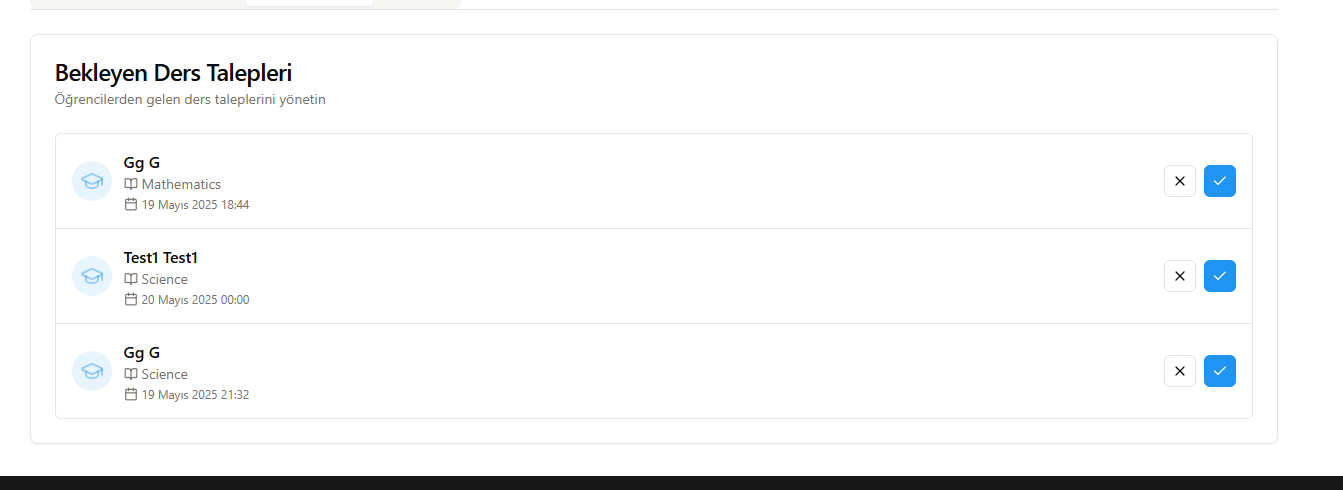 Bekleyen Ders Talepleri
Öğrencilerden gelen ders taleplerini yönetin
Gg G
Mathematics
19 Mayıs 2025 18:44
Test1 Test1
Science
20 Mayıs 2025 00:00
Gg G
Science
19 Mayıs 2025 21:32